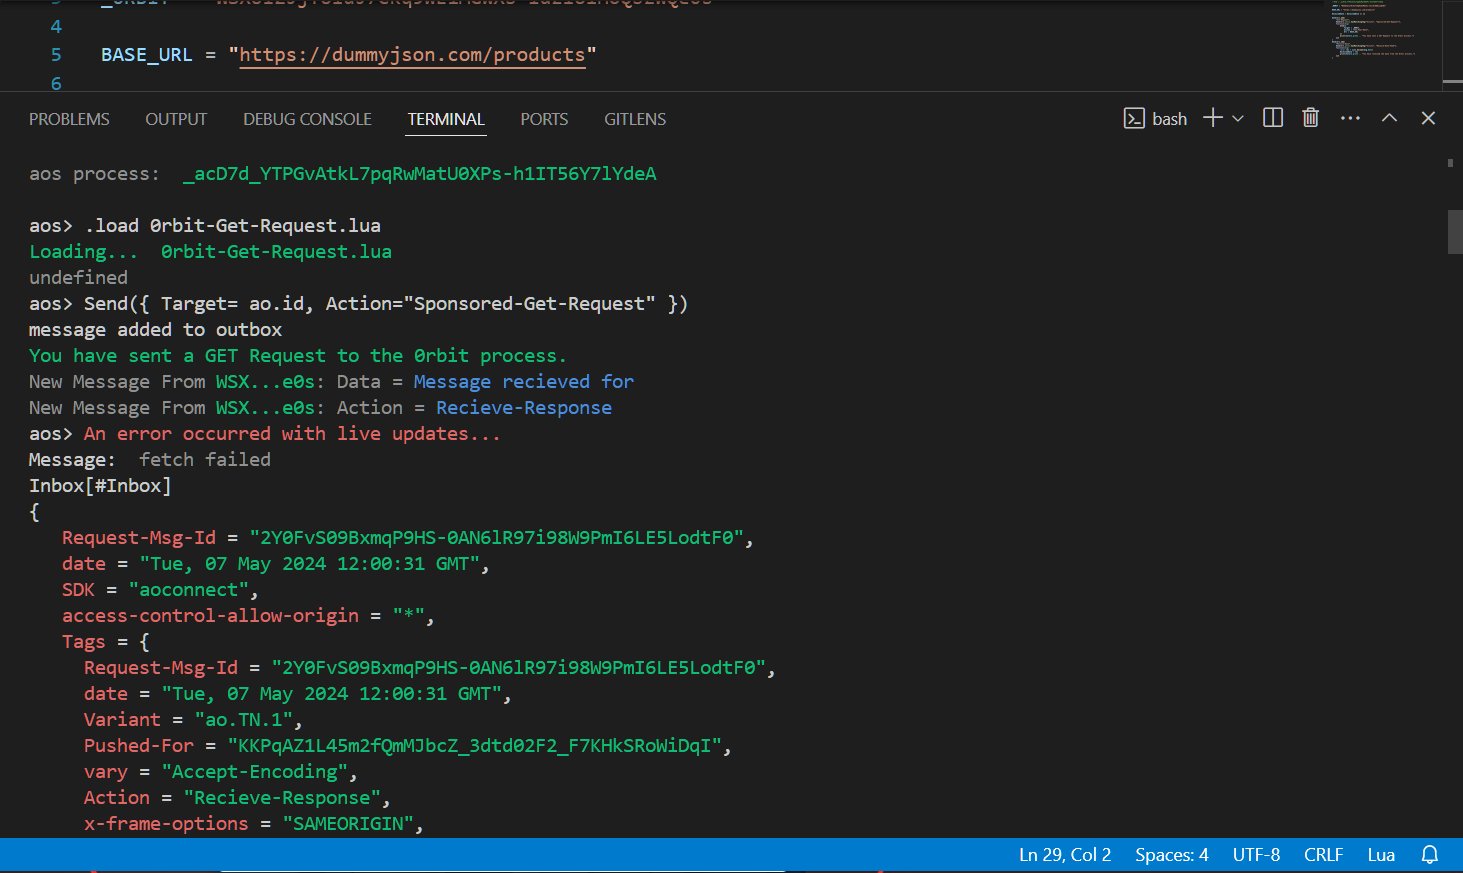 4
5 BASE_URL = "https://dummyjson.com/products"
6
PROBLEMS OUTPUT DEBUG CONSOLE TERMINAL PORTS GITLENS bash
aos process: _acD7d_YTPGvAtkL7pqRwMatU0XPs-h1IT56Y7lYdeA
aos> .load 0rbit-Get-Request.lua
Loading... 0rbit-Get-Request.lua
undefined
aos> Send({ Target= ao.id, Action="Sponsored-Get-Request" })
message added to outbox
You have sent a GET Request to the 0rbit process.
New Message From WSX...e0s: Data = Message recieved for
New Message From WSX...e0s: Action = Recieve-Response
aos> An error occurred with live updates...
Message: fetch failed
Inbox[#Inbox]
{
Request-Msg-Id = "2Y0FvS09BxmqP9HS-0AN6lR97i98W9PmI6LE5LodtF0",
date = "Tue, 07 May 2024 12:00:31 GMT",
SDK = "aoconnect",
access-control-allow-origin = "*",
Tags = {
Request-Msg-Id = "2Y0FvS09BxmqP9HS-0AN6lR97i98W9PmI6LE5LodtF0",
date = "Tue, 07 May 2024 12:00:31 GMT",
Variant = "ao.TN.1",
Pushed-For = "KKPqAZ1L45m2fQmMJbcZ_3dtd02F2_F7KHkSRoWiDqI",
vary = "Accept-Encoding",
Action = "Recieve-Response",
x-frame-options = "SAMEORIGIN",
Ln 29, Col 2 Spaces: 4 UTF-8 CRLF Lua